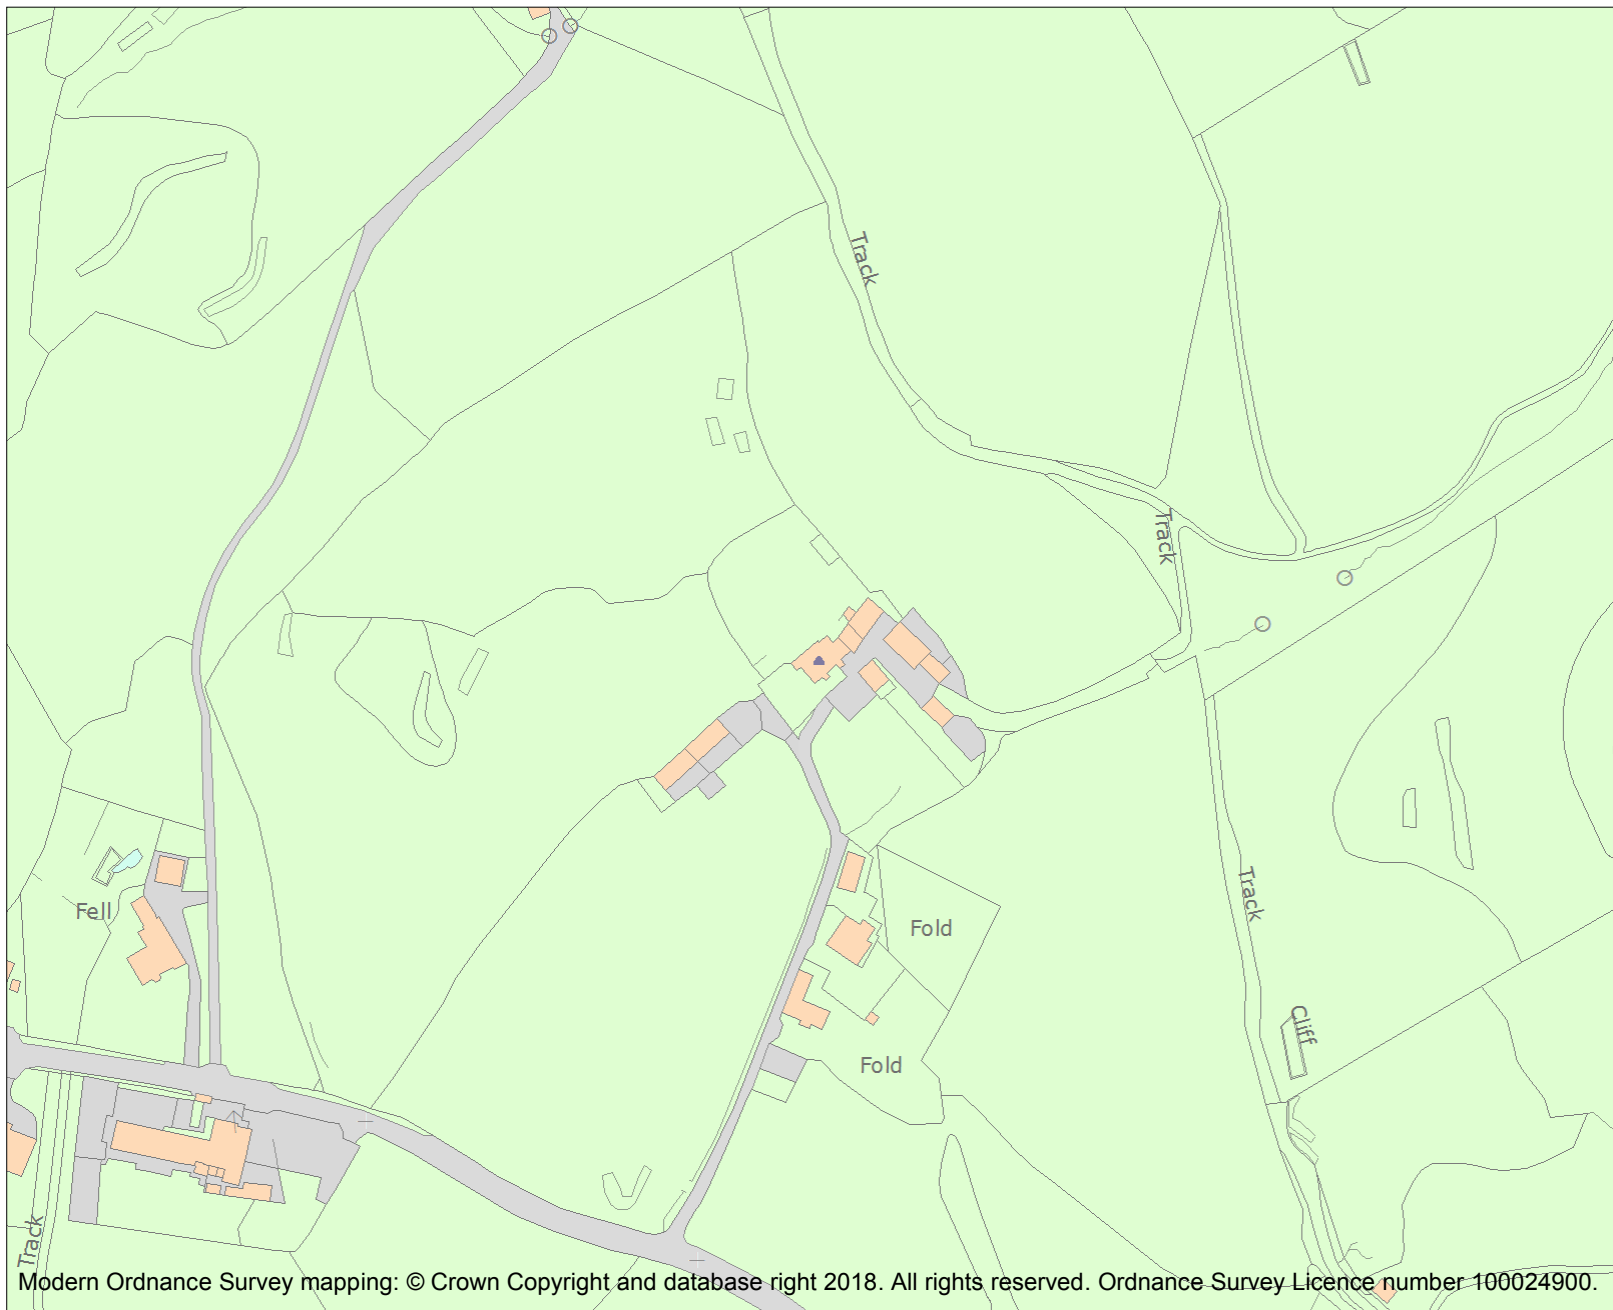 Track
Track
Track
Fell
Fold
Cliff
Fold
Track
Modern Ordnance Survey mapping: © Crown Copyright and database right 2018. All rights reserved. Ordnance Survey Licence number 100024900.